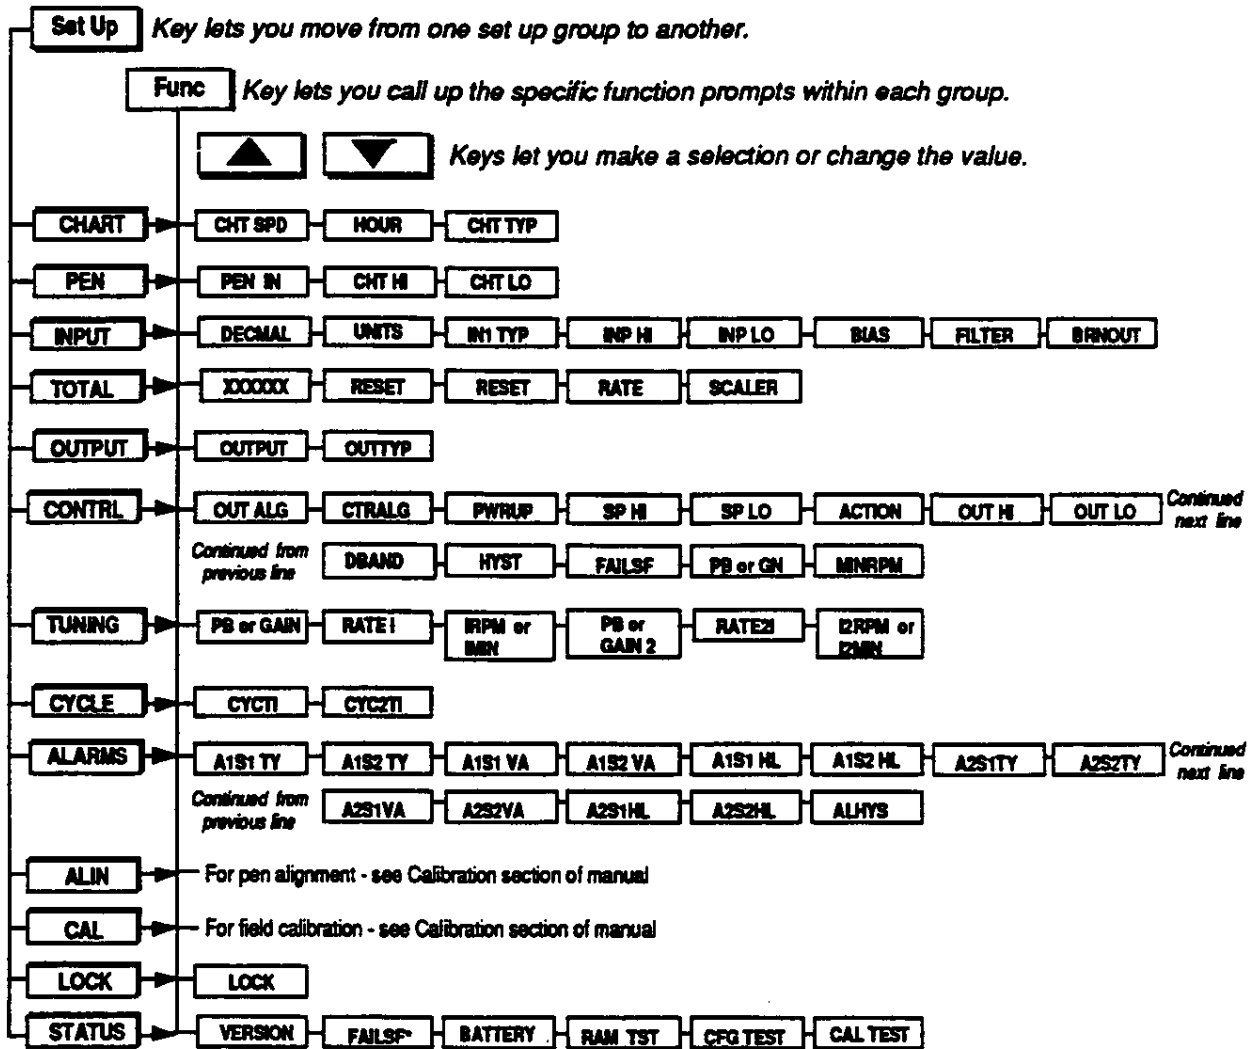 Set Up Key lets you move from one set up group to another.
Func Key lets you call up the specific function prompts within each group.
Keys let you make a selection or change the value.
CHART CHT SPD HOUR CHT TYP
PEN PEN IN CHT HI CHT LO
INPUT DECMAL UNITS IN1 TYP INP HI INP LO BIAS FILTER BRNOUT
TOTAL XXXXXX RESET RESET RATE SCALER
OUTPUT OUTPUT OUTTYP
CONTRL OUT ALG CTRALG PWRUP SP HI SP LO ACTION OUT HI OUT LO Continued next line
Continued from previous line DBAND HYST FAILSF PB or GN MINRPM
TUNING PB or GAIN RATE I IRPM or IMIN PB or GAIN 2 RATE2I I2RPM or I2MIN
CYCLE CYCTI CYC2TI
ALARMS A1S1 TY A1S2 TY A1S1 VA A1S2 VA A1S1 HL A1S2 HL A2S1TY A2S2TY Continued next line
Continued from previous line A2S1VA A2S2VA A2S1HL A2S2HL ALHYS
ALIN For pen alignment - see Calibration section of manual
CAL For field calibration - see Calibration section of manual
LOCK LOCK
STATUS VERSION FAILSF* BATTERY RAM TST CFG TEST CAL TEST